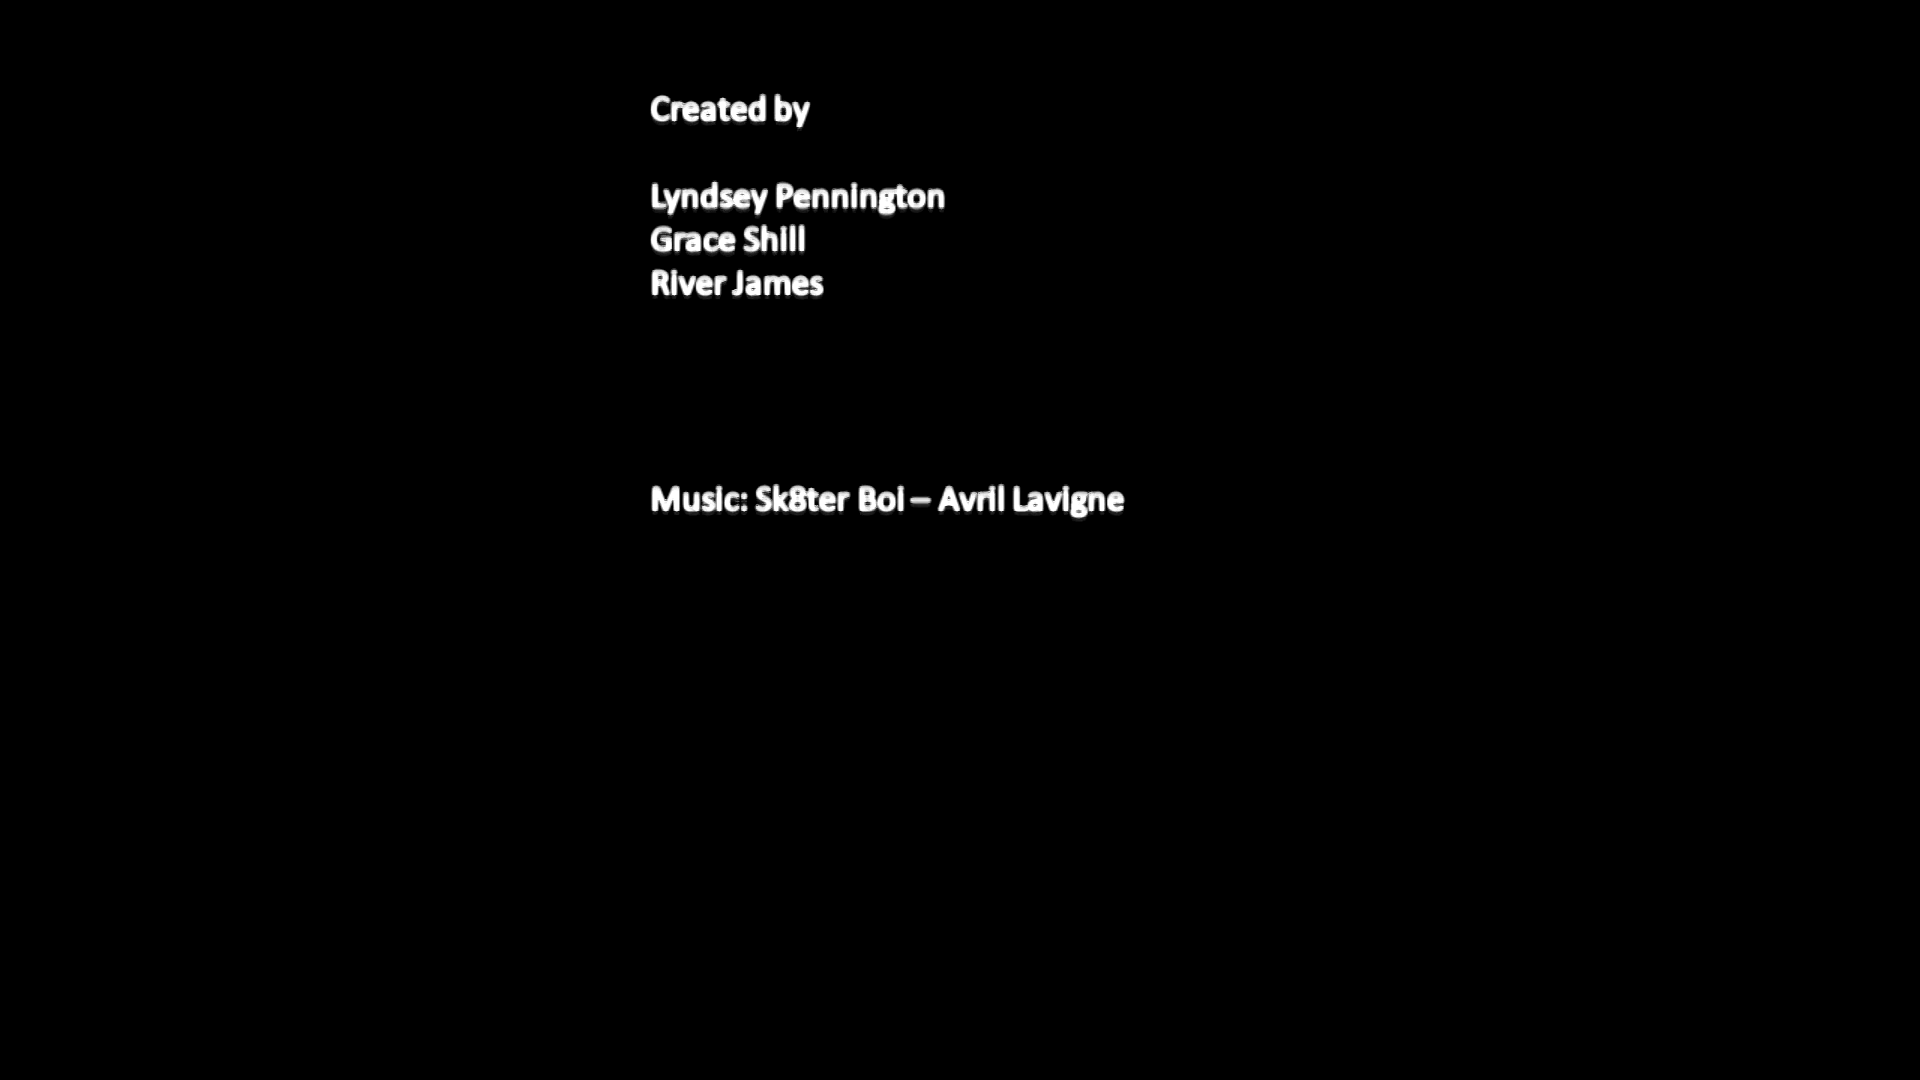 Created by
Lyndsey Pennington
Grace Shill
River James
Music: Sk8ter Boi – Avril Lavigne